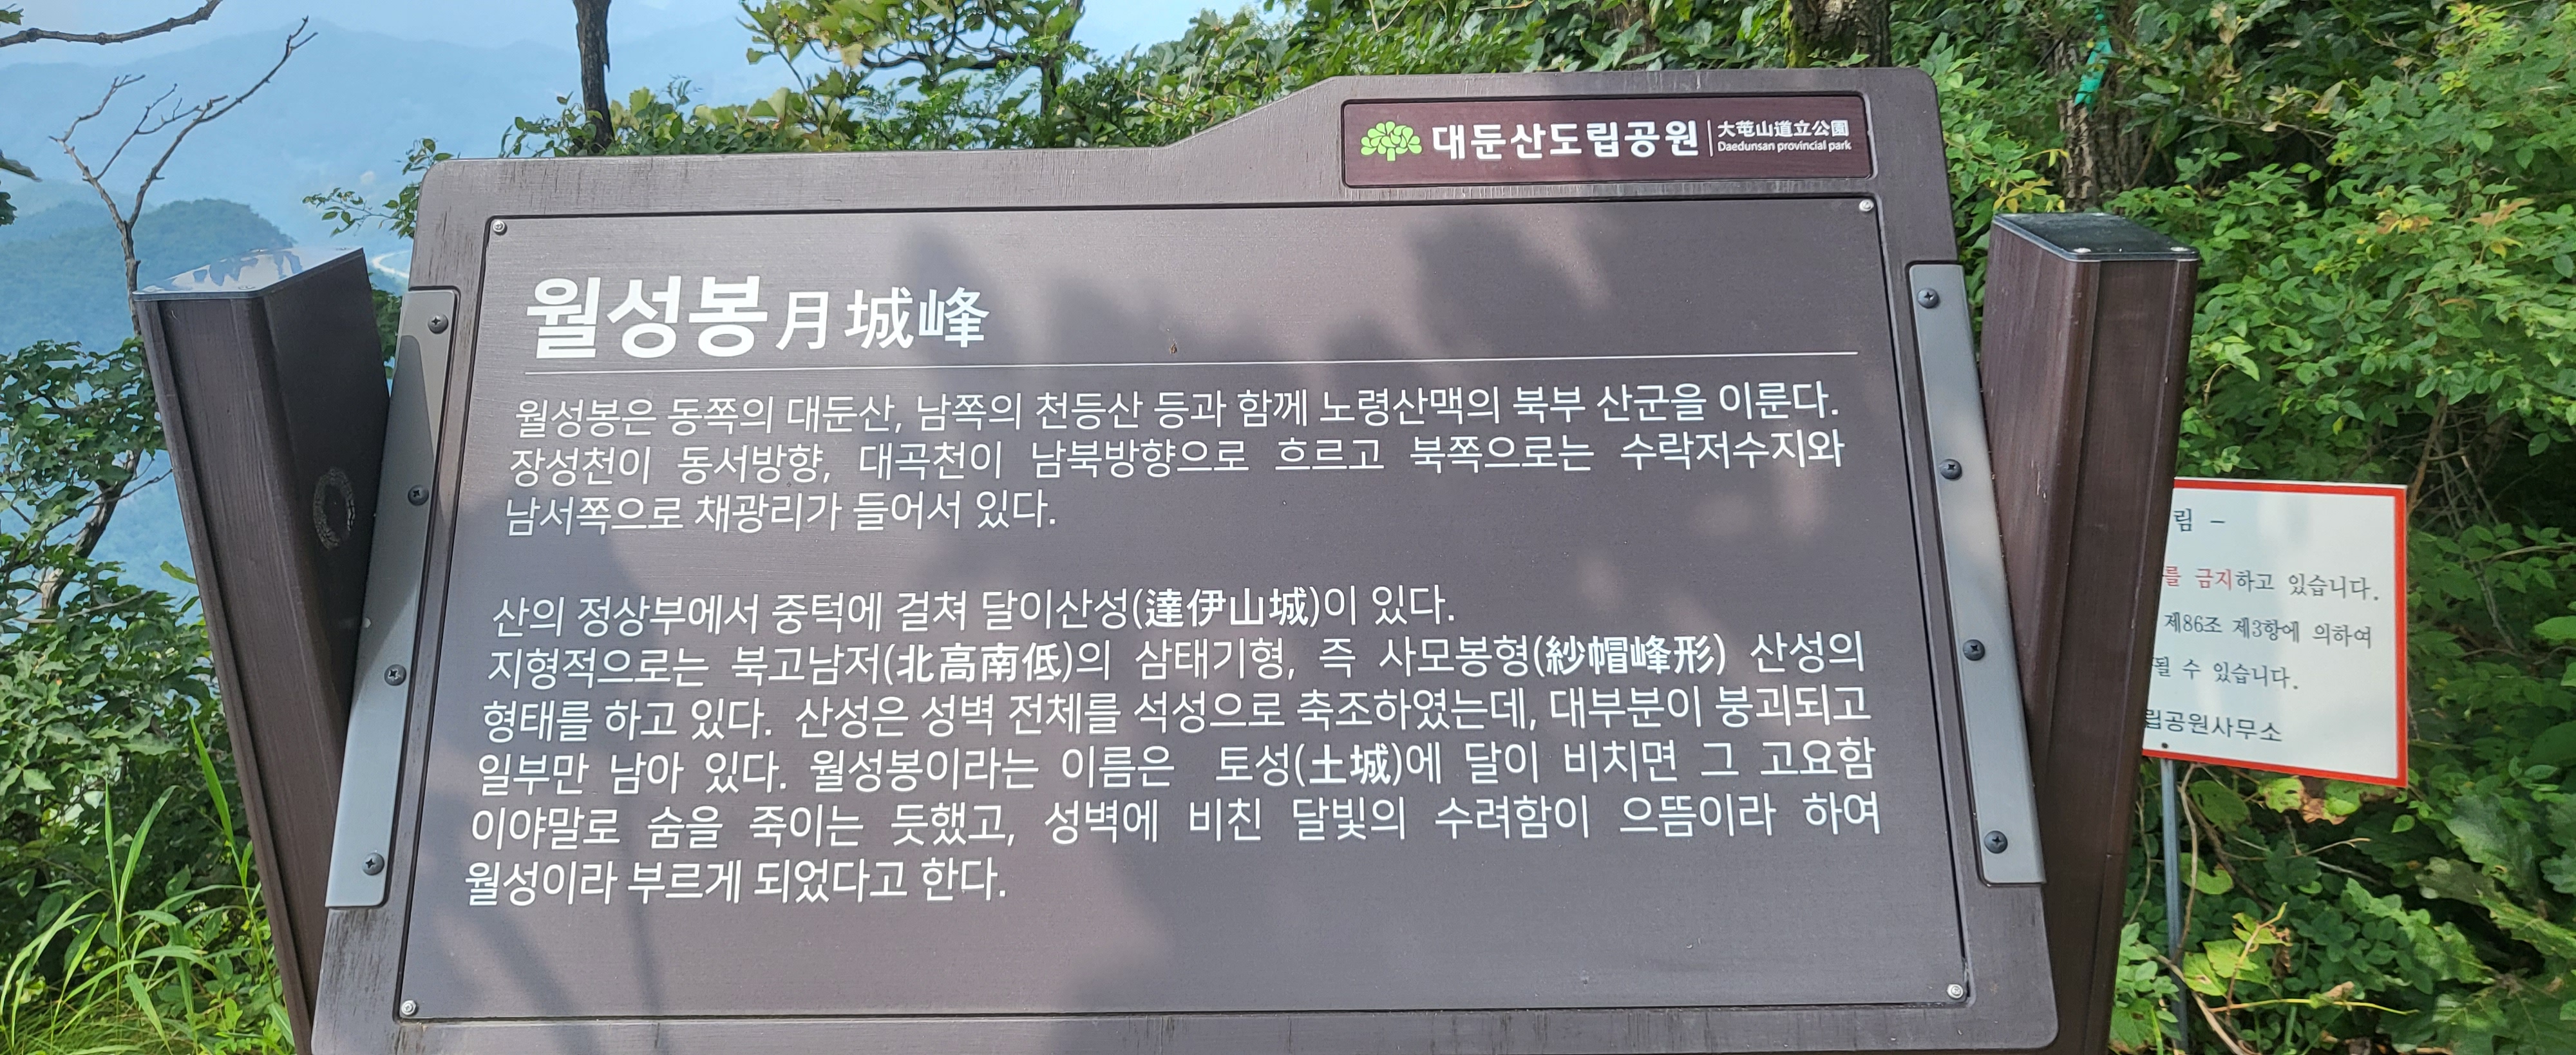 대둔산도립공원 大芚山道立公園
Daedunsan provincial park
월성봉月城峰
월성봉은 동쪽의 대둔산, 남쪽의 천등산 등과 함께 노령산맥의 북부 산군을 이룬다.
장성천이 동서방향, 대곡천이 남북방향으로 흐르고 북쪽으로는 수락저수지와
남서쪽으로 채광리가 들어서 있다.
산의 정상부에서 중턱에 걸쳐 달이산성(達伊山城)이 있다.
지형적으로는 북고남저(北高南低)의 삼태기형, 즉 사모봉형(紗帽峰形) 산성의
형태를 하고 있다. 산성은 성벽 전체를 석성으로 축조하였는데, 대부분이 붕괴되고
일부만 남아 있다. 월성봉이라는 이름은 토성(土城)에 달이 비치면 그 고요함
이야말로 숨을 죽이는 듯했고, 성벽에 비친 달빛의 수려함이 으뜸이라 하여
월성이라 부르게 되었다고 한다.
림 -
를 금지하고 있습니다.
제86조 제3항에 의하여
될 수 있습니다.
립공원사무소